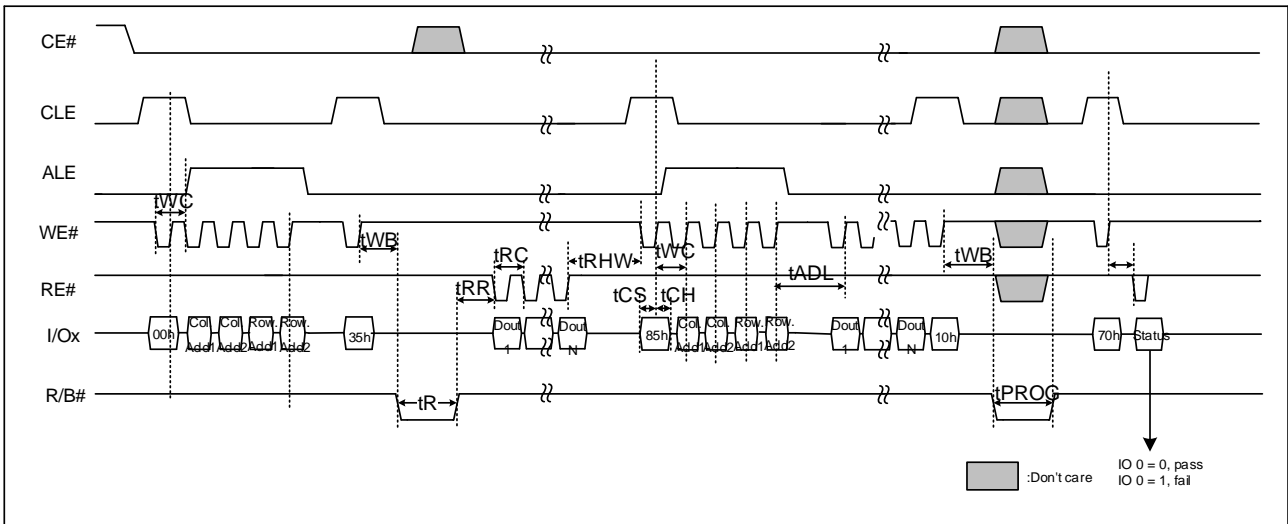 CE#
CLE
ALE
tWC
WE#
tWB
tRC
tRHW
tWC
tADL
tWB
RE#
tRR
tCS
tCH
I/Ox
00h
Col. Add1
Col. Add2
Row. Add1
Row. Add2
35h
Dout 1
Dout N
85h
Col. Add1
Col. Add2
Row. Add1
Row. Add2
Dout 1
Dout N
10h
70h
Status
R/B#
tR
tPROG
:Don't care
IO 0 = 0, pass
IO 0 = 1, fail